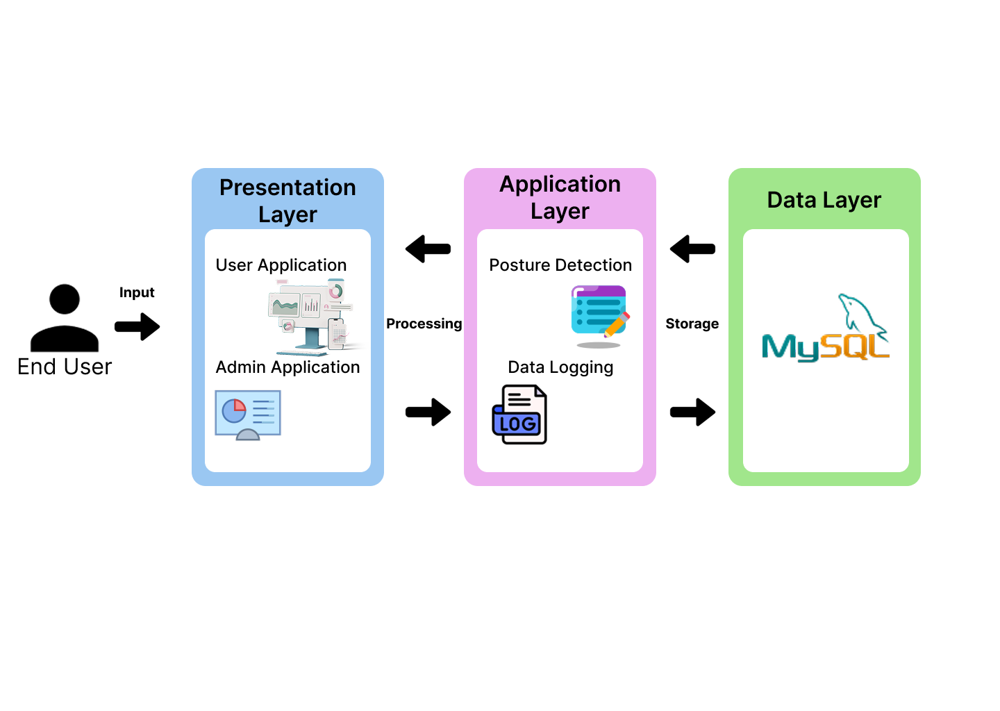 Presentation
Layer
Application
Layer
Data Layer
User Application
Posture Detection
Input
Processing
Storage
MySQL
End User
Admin Application
Data Logging
LOG